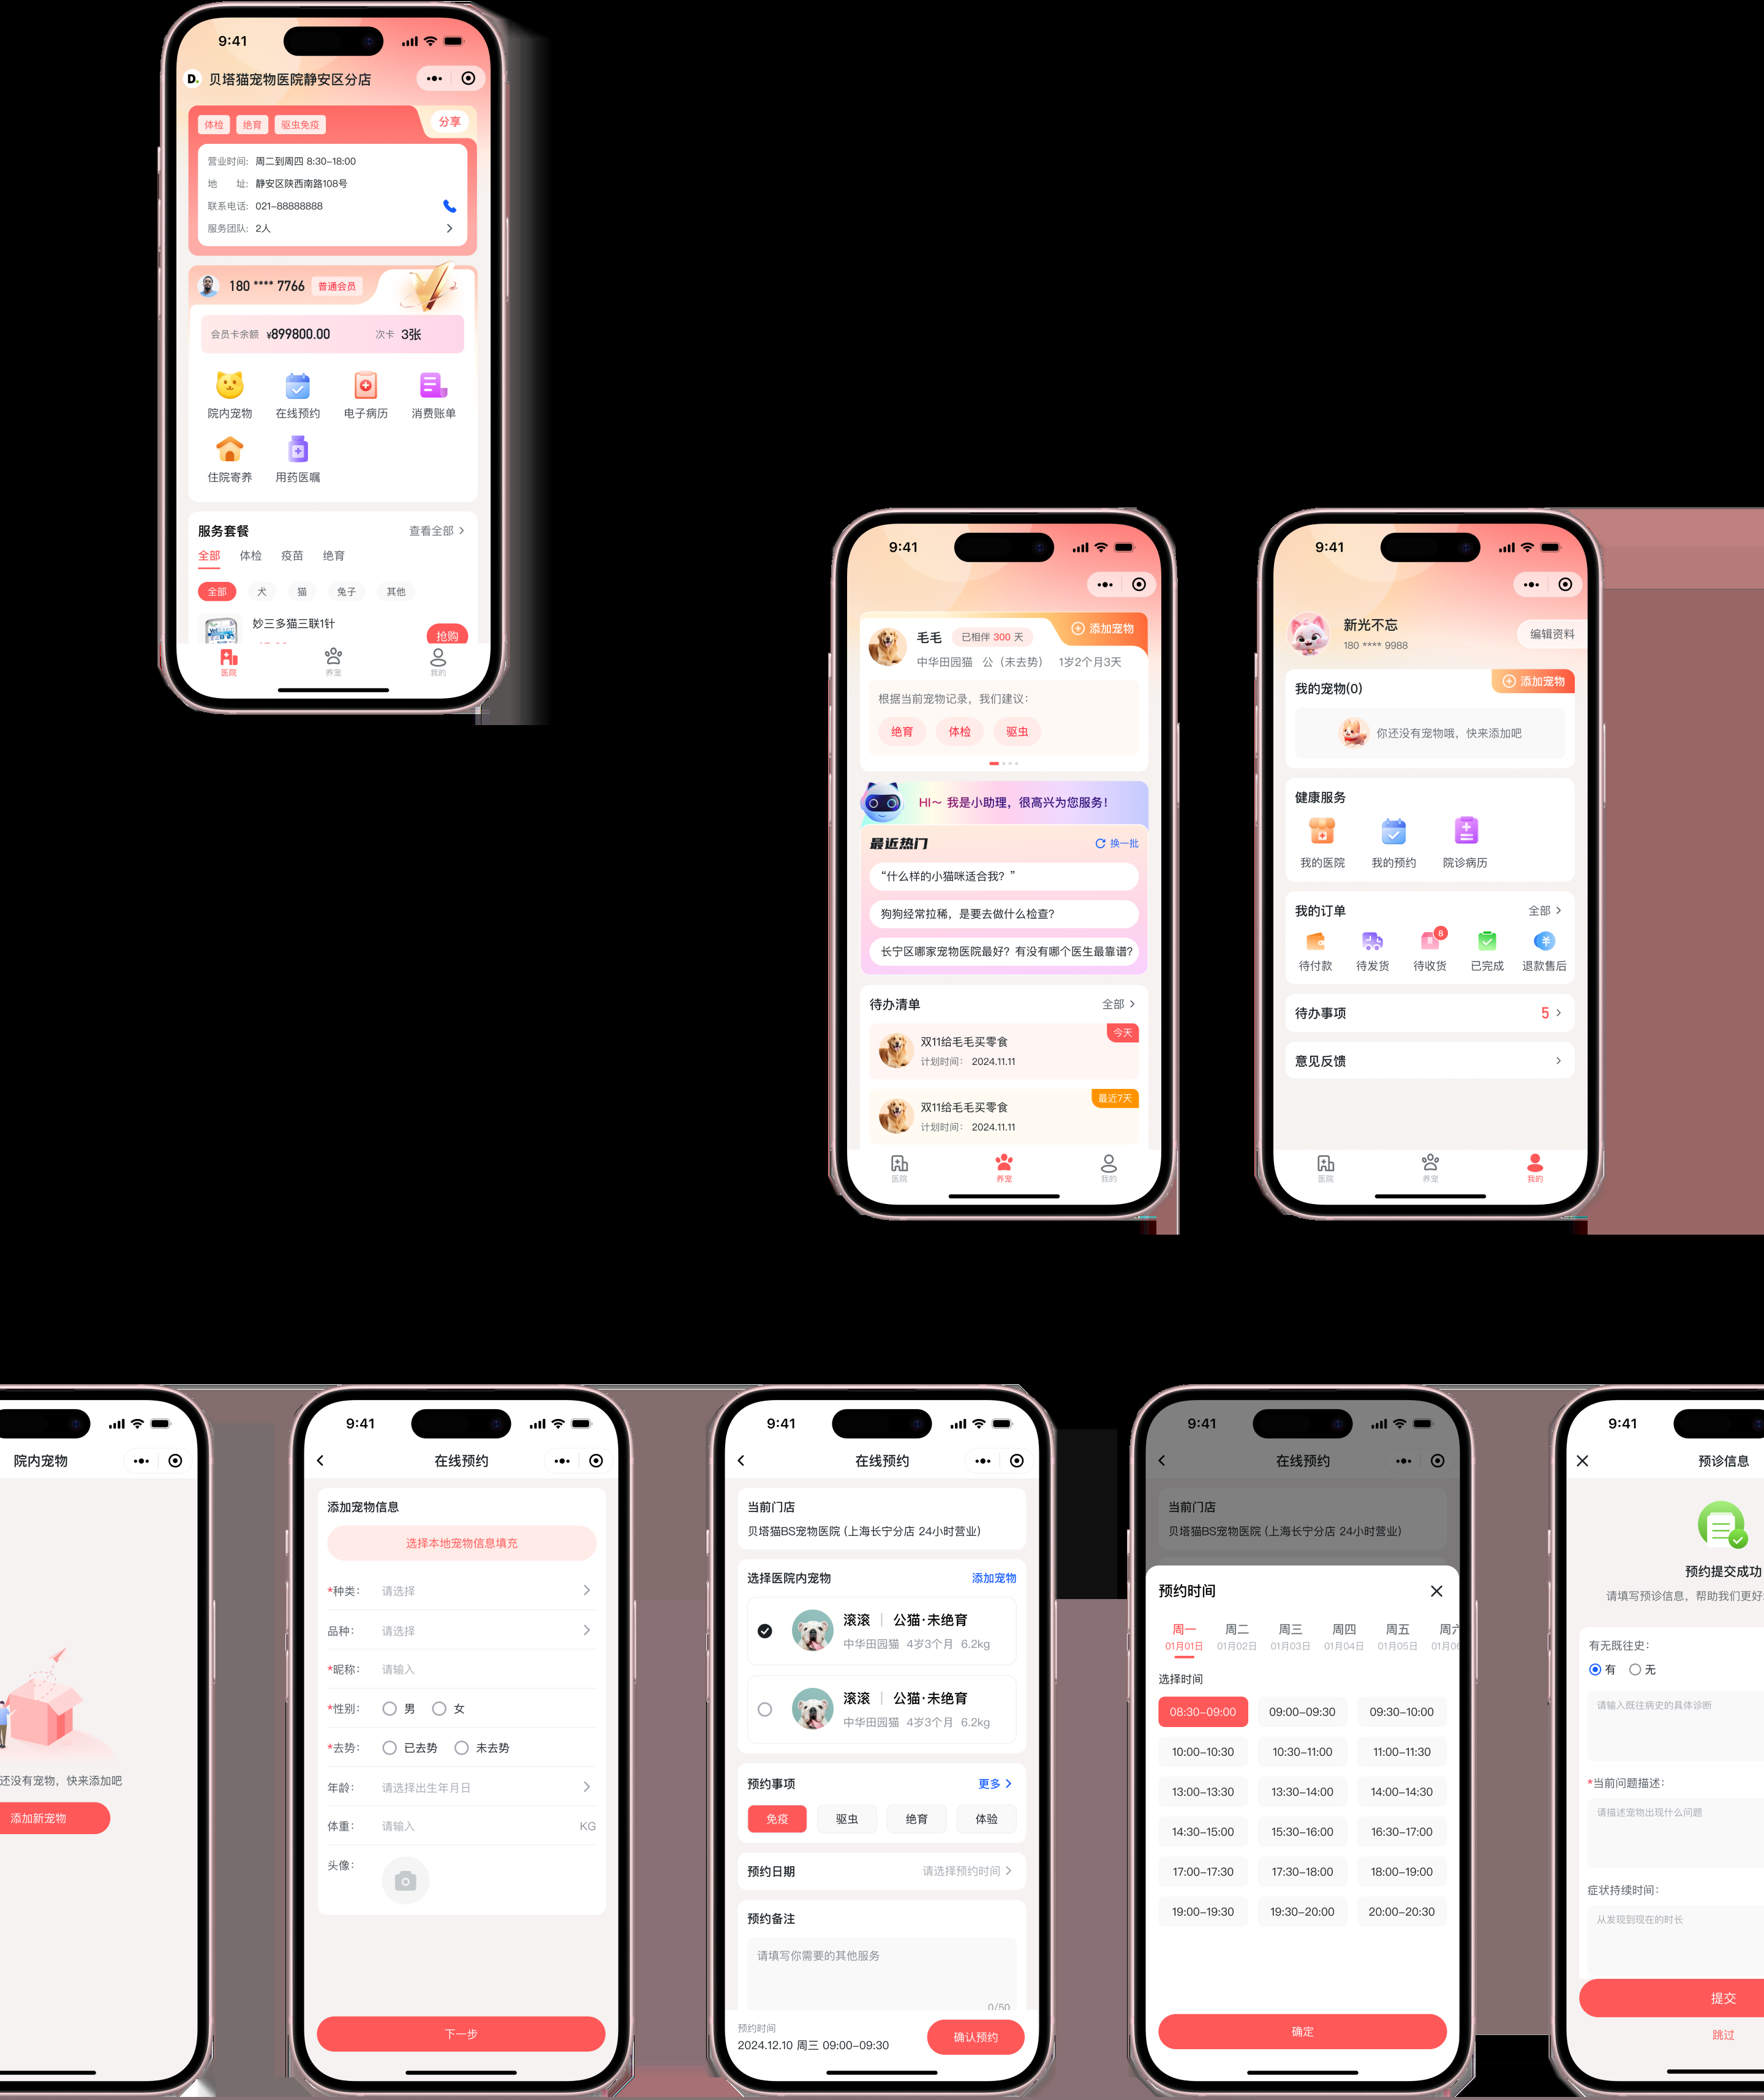 9:41
D. 贝塔猫宠物医院静安区分店
体检 绝育 驱虫免疫 分享
营业时间: 周二到周四 8:30-18:00
地 址: 静安区陕西南路108号
联系电话: 021-88888888
服务团队: 2人
180 **** 7766 普通会员
会员卡余额 ¥899800.00 次卡 3张
院内宠物 在线预约 电子病历 消费账单
住院寄养 用药医嘱
服务套餐 查看全部
全部 体检 疫苗 绝育
全部 犬 猫 兔子 其他
妙三多猫三联1针
抢购
医院 养宠 我的
9:41
添加宠物
毛毛 已相伴 300 天
中华田园猫 公（未去势） 1岁2个月3天
根据当前宠物记录，我们建议：
绝育 体检 驱虫
HI～ 我是小助理，很高兴为您服务！
最近热门 换一批
“什么样的小猫咪适合我？”
狗狗经常拉稀，是要去做什么检查？
长宁区哪家宠物医院最好？有没有哪个医生最靠谱？
待办清单 全部
今天
双11给毛毛买零食
计划时间： 2024.11.11
最近7天
双11给毛毛买零食
计划时间： 2024.11.11
医院 养宠 我的
9:41
新光不忘
180 **** 9988
编辑资料
我的宠物(0) 添加宠物
你还没有宠物哦，快来添加吧
健康服务
我的医院 我的预约 院诊病历
我的订单 全部
8
待付款 待发货 待收货 已完成 退款售后
待办事项 5
意见反馈
医院 养宠 我的
院内宠物
还没有宠物，快来添加吧
添加新宠物
9:41
在线预约
添加宠物信息
选择本地宠物信息填充
*种类： 请选择
品种： 请选择
*昵称： 请输入
*性别： 男 女
*去势： 已去势 未去势
年龄： 请选择出生年月日
体重： 请输入 KG
头像：
下一步
9:41
在线预约
当前门店
贝塔猫BS宠物医院 (上海长宁分店 24小时营业)
选择医院内宠物 添加宠物
滚滚 | 公猫·未绝育
中华田园猫 4岁3个月 6.2kg
滚滚 | 公猫·未绝育
中华田园猫 4岁3个月 6.2kg
预约事项 更多
免疫 驱虫 绝育 体验
预约日期 请选择预约时间
预约备注
请填写你需要的其他服务
0/50
预约时间
2024.12.10 周三 09:00-09:30
确认预约
9:41
在线预约
当前门店
贝塔猫BS宠物医院 (上海长宁分店 24小时营业)
预约时间
周一 周二 周三 周四 周五 周六
01月01日 01月02日 01月03日 01月04日 01月05日 01月06
选择时间
08:30-09:00 09:00-09:30 09:30-10:00
10:00-10:30 10:30-11:00 11:00-11:30
13:00-13:30 13:30-14:00 14:00-14:30
14:30-15:00 15:30-16:00 16:30-17:00
17:00-17:30 17:30-18:00 18:00-19:00
19:00-19:30 19:30-20:00 20:00-20:30
确定
9:41
预诊信息
预约提交成功
请填写预诊信息，帮助我们更好
有无既往史：
有 无
请输入既往病史的具体诊断
*当前问题描述：
请描述宠物出现什么问题
症状持续时间：
从发现到现在的时长
提交
跳过